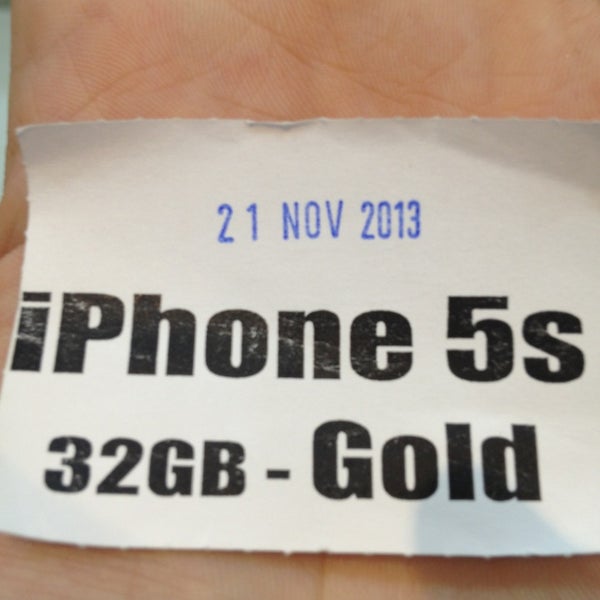 21 NOV 2013
iPhone 5s
32GB - Gold